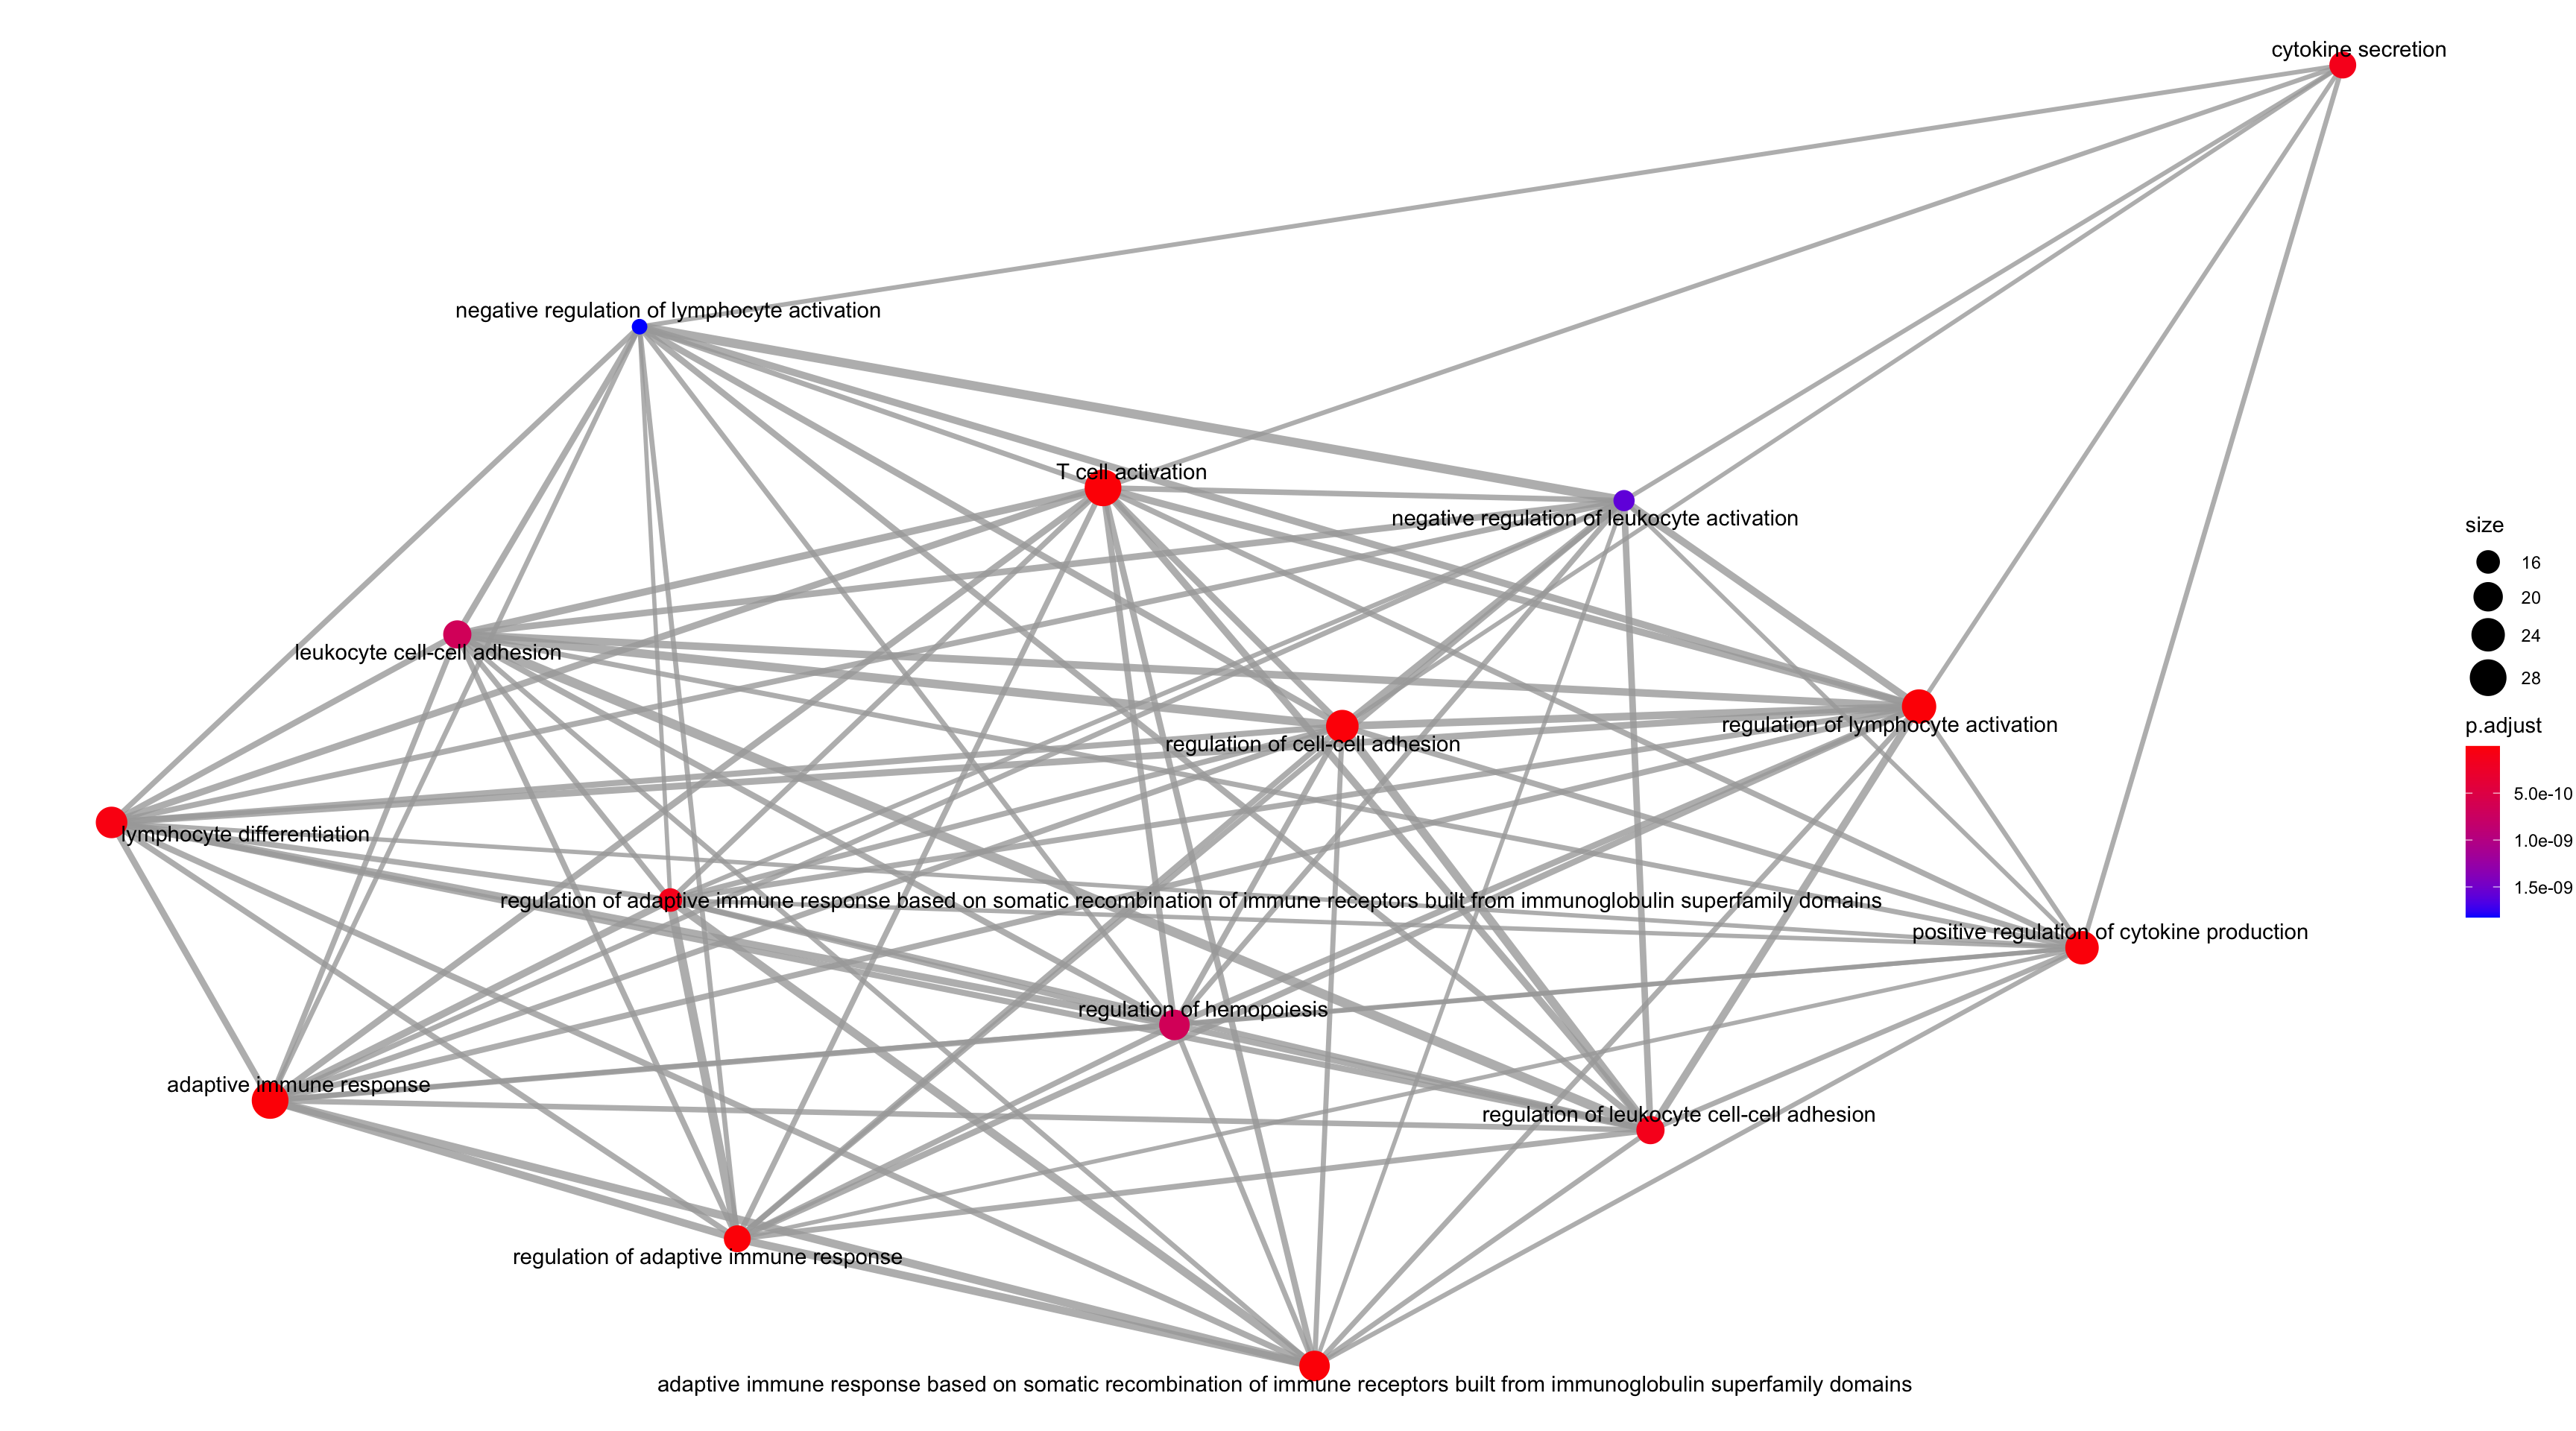 cytokine secretion
negative regulation of lymphocyte activation
T cell activation
negative regulation of leukocyte activation
size
16
20
24
28
leukocyte cell-cell adhesion
regulation of lymphocyte activation
p.adjust
regulation of cell-cell adhesion
5.0e-10
lymphocyte differentiation
1.0e-09
1.5e-09
regulation of adaptive immune response based on somatic recombination of immune receptors built from immunoglobulin superfamily domains
positive regulation of cytokine production
regulation of hemopoiesis
adaptive immune response
regulation of leukocyte cell-cell adhesion
regulation of adaptive immune response
adaptive immune response based on somatic recombination of immune receptors built from immunoglobulin superfamily domains